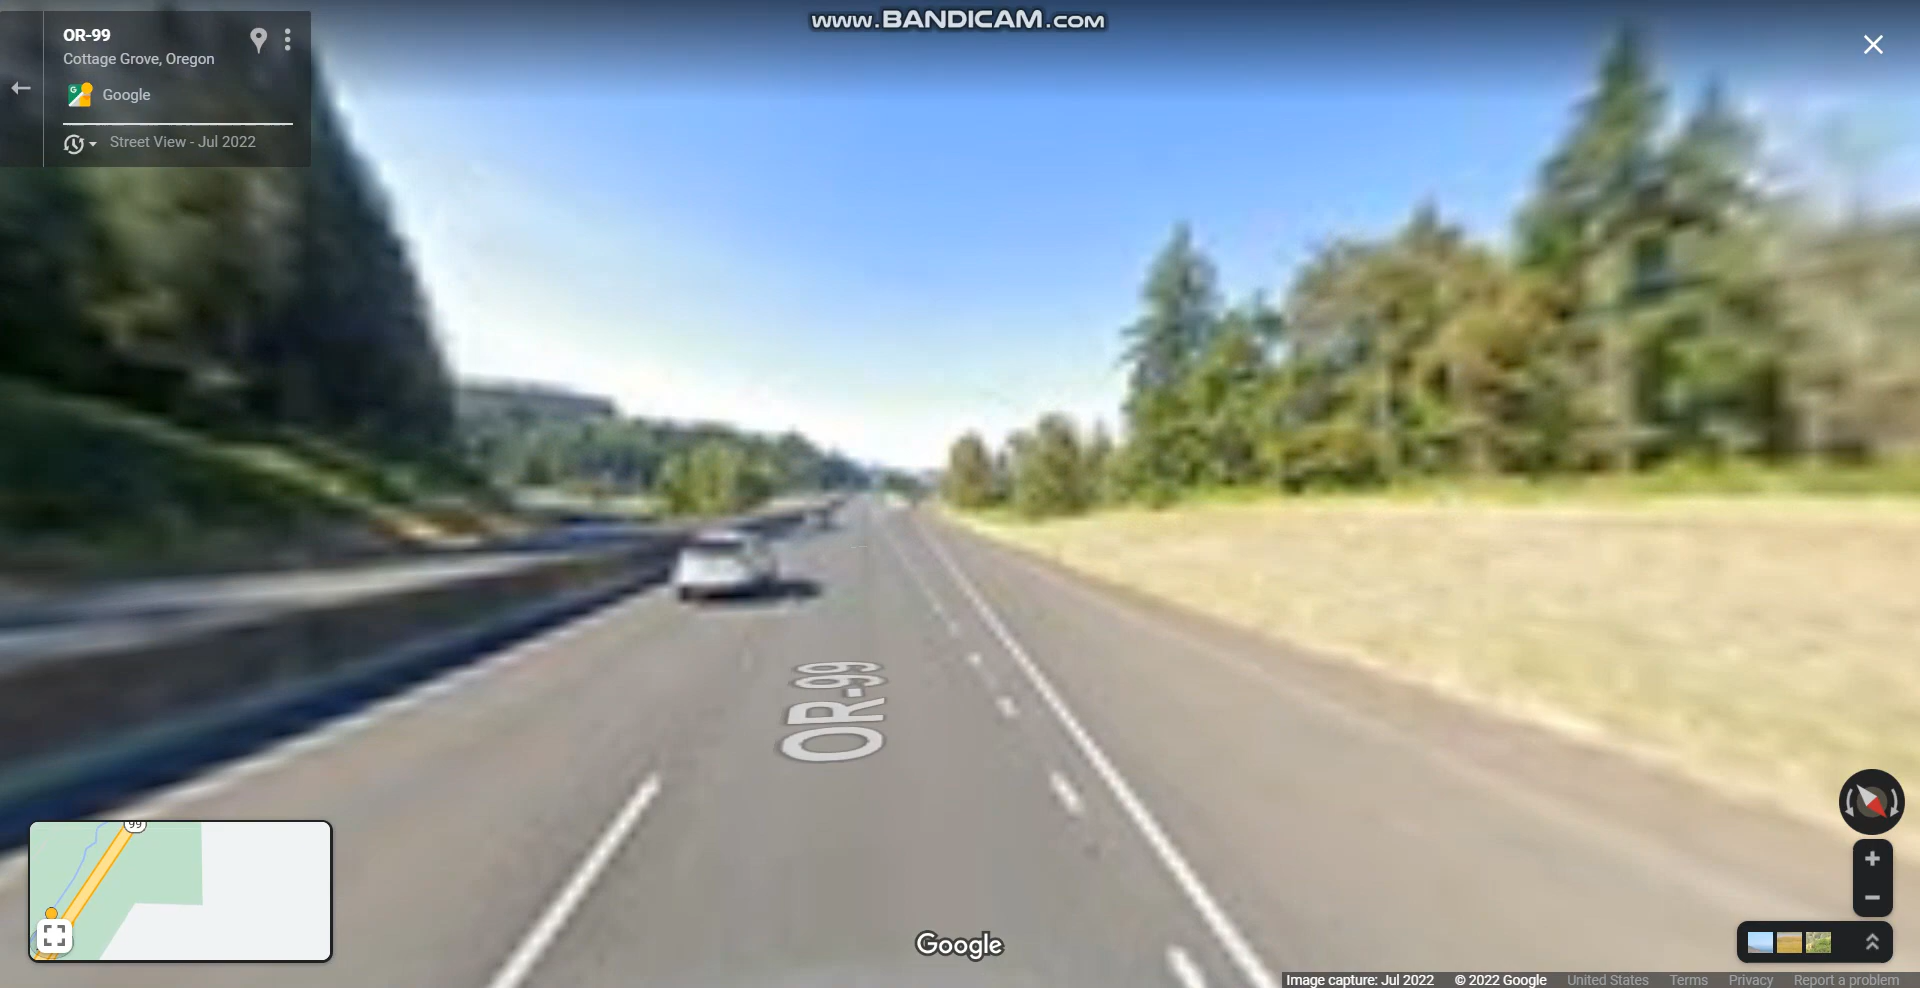 www.BANDICAM.com
OR-99
Cottage Grove, Oregon
Google
Street View - Jul 2022
OR-99
99
Google
Image capture: Jul 2022 © 2022 Google United States Terms Privacy Report a problem